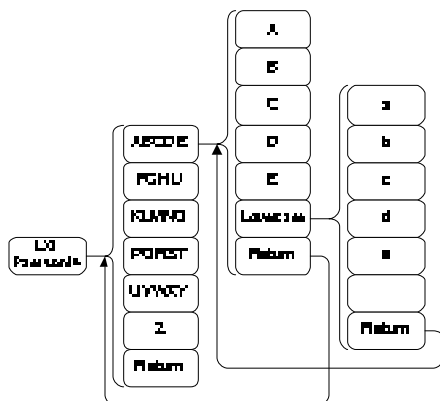 LXI
Passwords
ABCDE
FGHIJ
KLMNO
PQRST
UVWXY
Z
Return
A
B
C
D
E
Lowercase
Return
a
b
c
d
e
Return